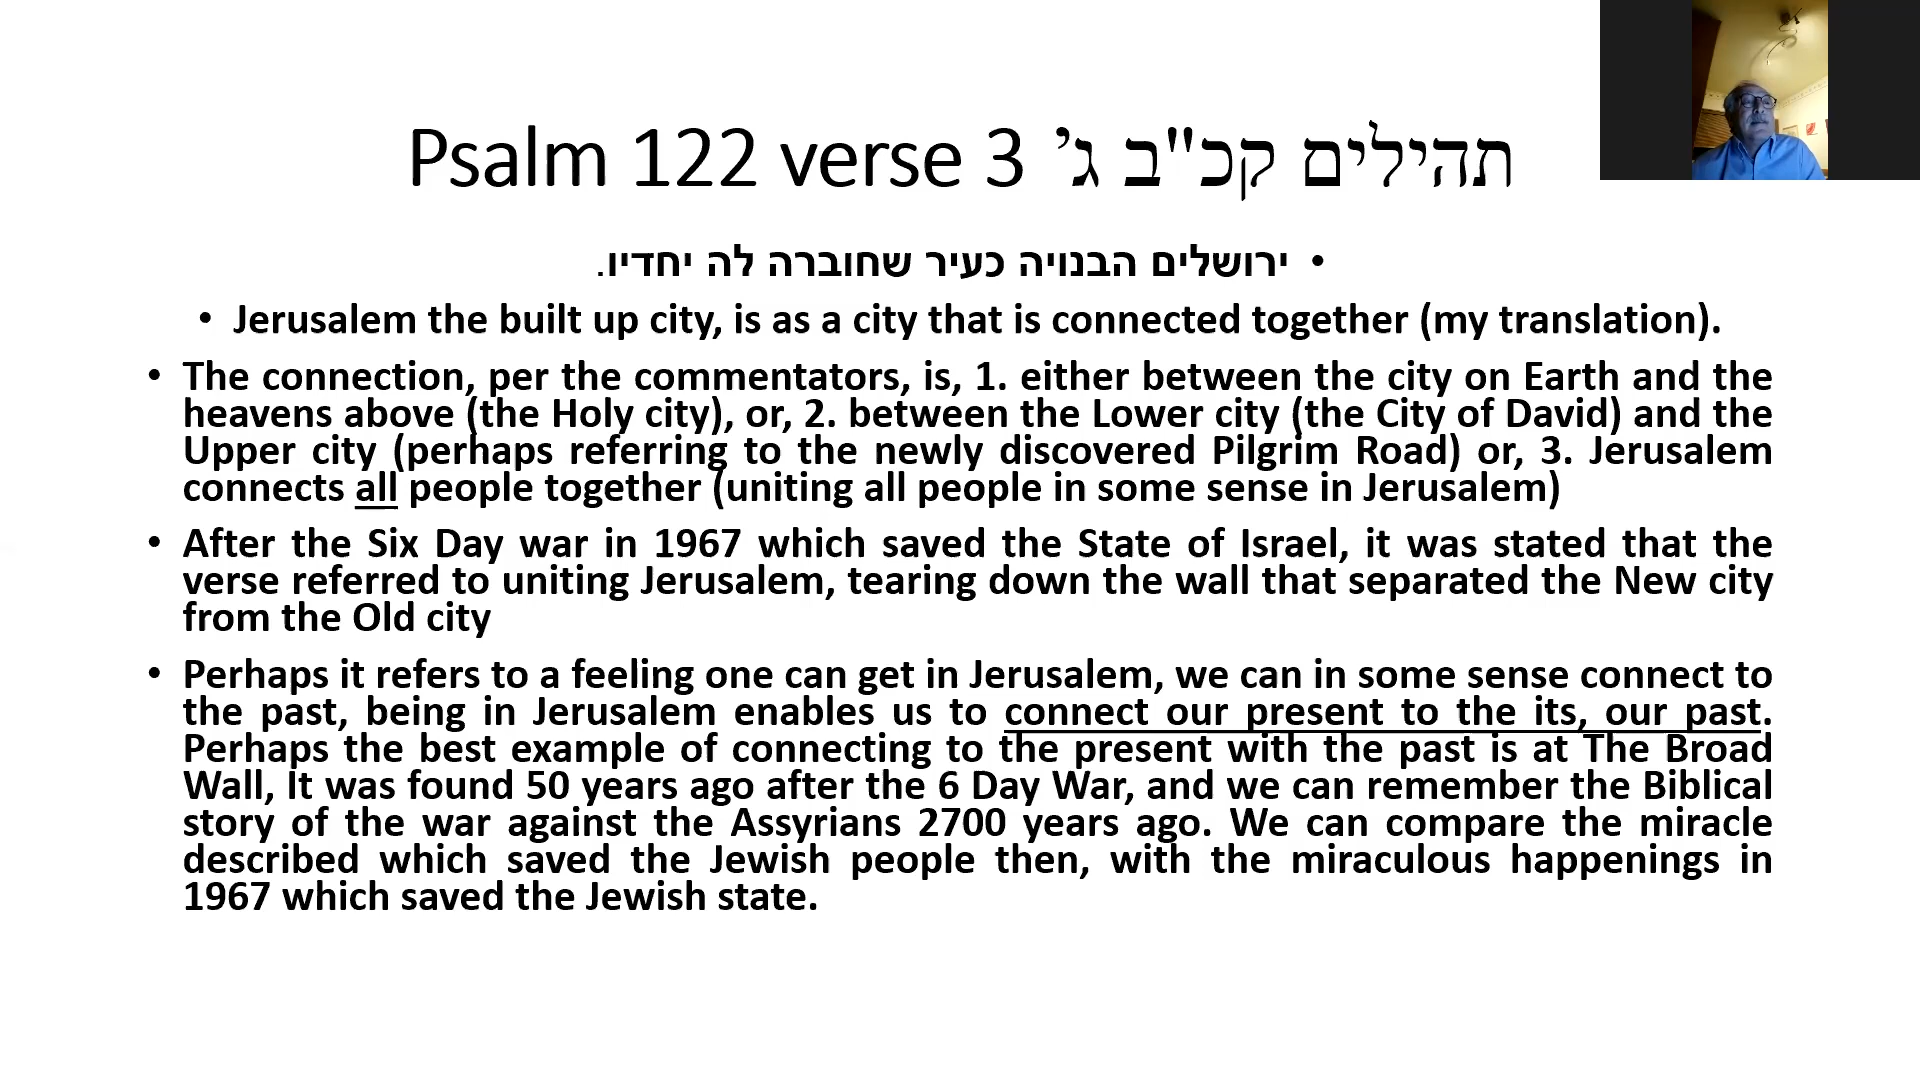 Psalm 122 verse 3 תהילים קכ"ב ג'
• ירושלים הבנויה כעיר שחוברה לה יחדיו.
• Jerusalem the built up city, is as a city that is connected together (my translation).
• The connection, per the commentators, is, 1. either between the city on Earth and the
heavens above (the Holy city), or, 2. between the Lower city (the City of David) and the
Upper city (perhaps referring to the newly discovered Pilgrim Road) or, 3. Jerusalem
connects all people together (uniting all people in some sense in Jerusalem)
• After the Six Day war in 1967 which saved the State of Israel, it was stated that the
verse referred to uniting Jerusalem, tearing down the wall that separated the New city
from the Old city
• Perhaps it refers to a feeling one can get in Jerusalem, we can in some sense connect to
the past, being in Jerusalem enables us to connect our present to the its, our past.
Perhaps the best example of connecting to the present with the past is at The Broad
Wall, It was found 50 years ago after the 6 Day War, and we can remember the Biblical
story of the war against the Assyrians 2700 years ago. We can compare the miracle
described which saved the Jewish people then, with the miraculous happenings in
1967 which saved the Jewish state.